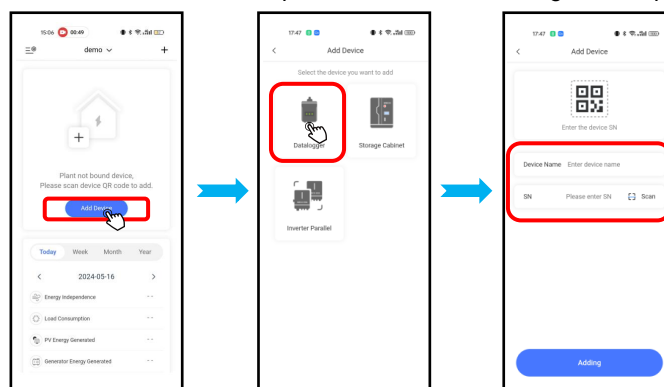 15:06 00:49
demo
Plant not bound device,
Please scan device QR code to add.
Add Device
Today Week Month Year
2024-05-16
Energy Independence --
Load Consumption --
PV Energy Generated --
Generator Energy Generated --
17:47
Add Device
Select the device you want to add
Datalogger Storage Cabinet
Inverter Parallel
17:47
Add Device
Enter the device SN
Device Name Enter device name
SN Please enter SN Scan
Adding